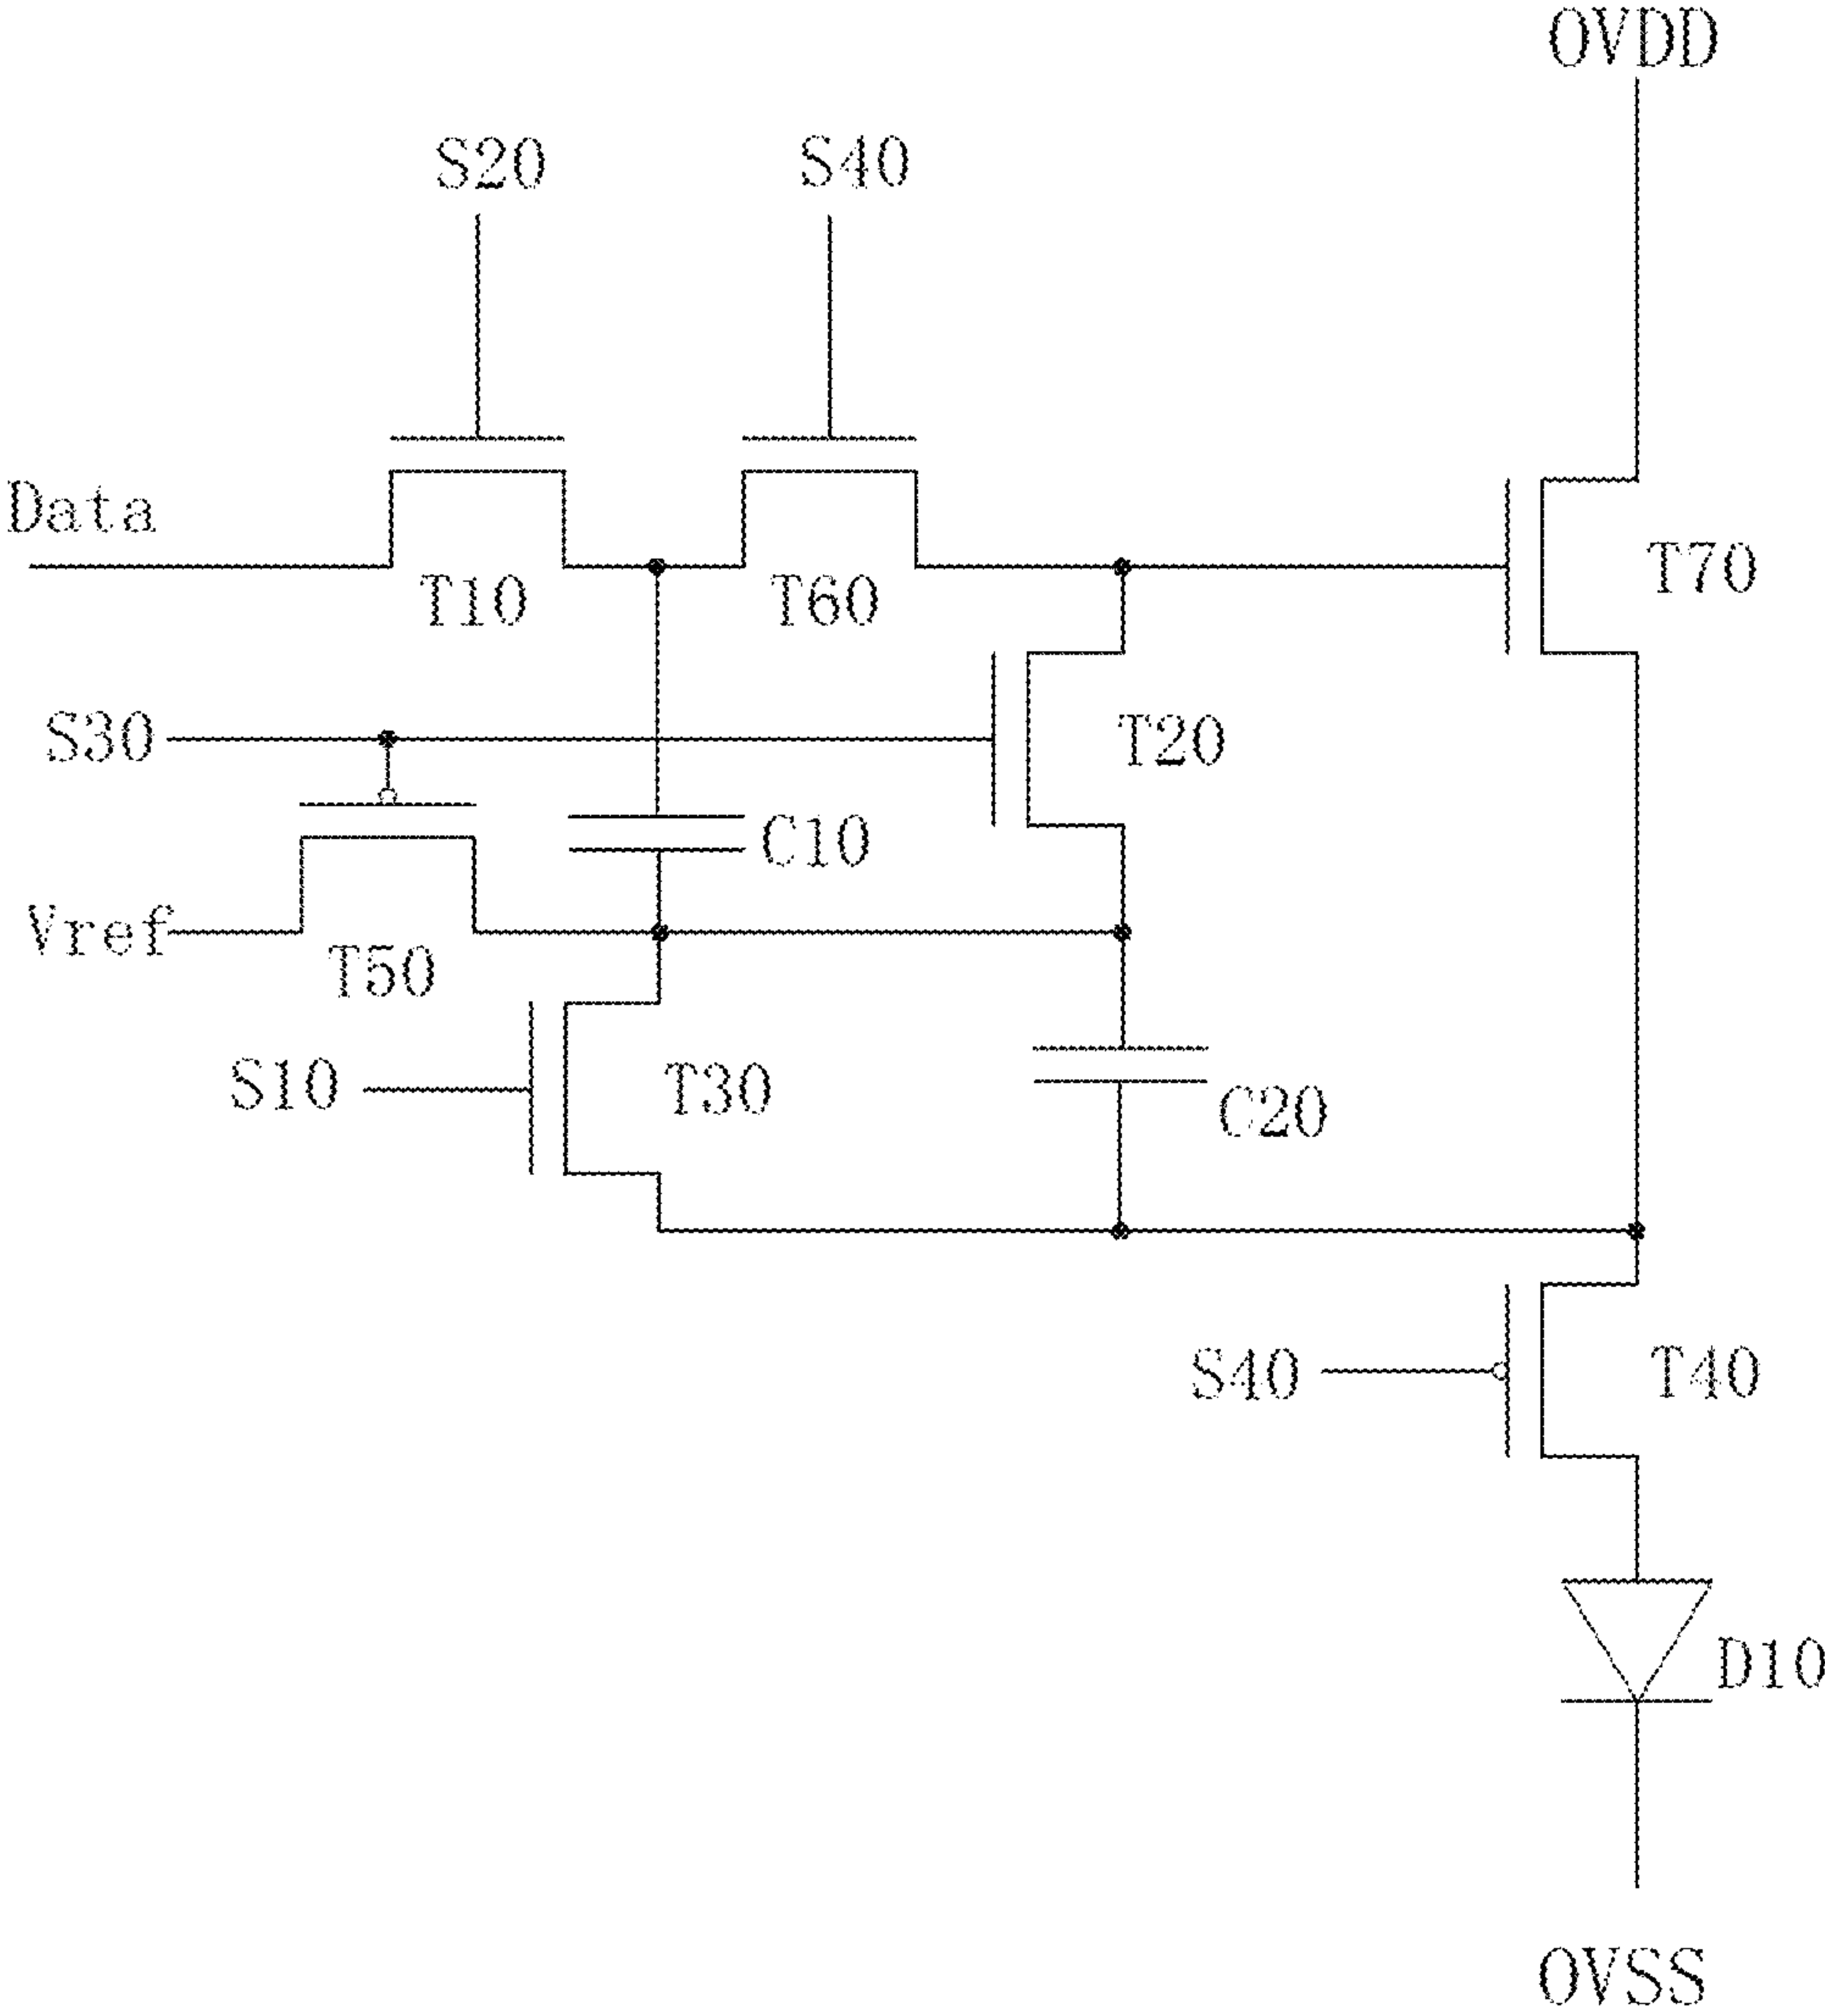 OVDD
S20
S40
Data
T10
T60
T70
S30
T20
C10
Vref
T50
S10
T30
C20
S40
T40
D10
OVSS